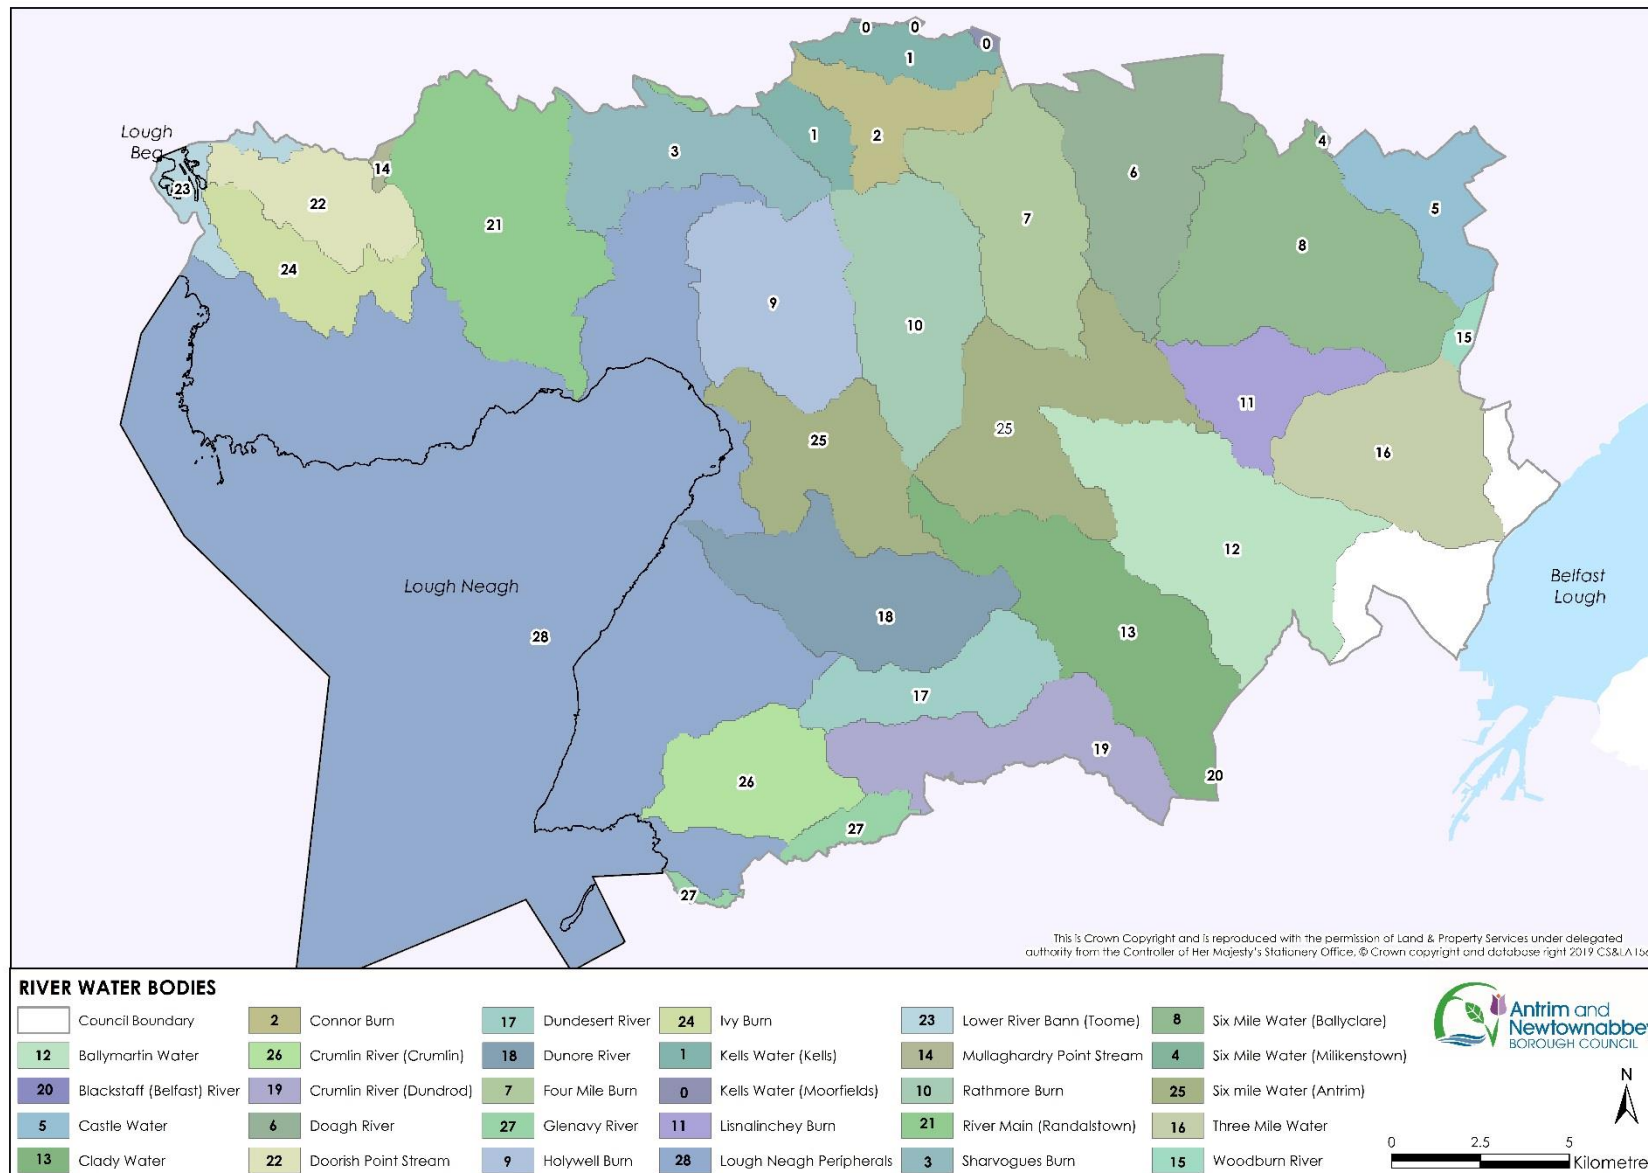 0
0
0
1
Lough
Beg
4
1
2
3
14
6
23
22
5
21
7
8
24
9
10
15
11
25
25
16
12
Lough Neagh
Belfast
Lough
18
28
13
17
19
26
20
27
27
This is Crown Copyright and is reproduced with the permission of Land & Property Services under delegated
authority from the Controller of Her Majesty's Stationery Office, © Crown copyright and database right 2019 CS&LA156
RIVER WATER BODIES
Council Boundary
12 Ballymartin Water
20 Blackstaff (Belfast) River
5 Castle Water
13 Clady Water
2 Connor Burn
26 Crumlin River (Crumlin)
19 Crumlin River (Dundrod)
6 Doagh River
22 Doorish Point Stream
17 Dundesert River
18 Dunore River
7 Four Mile Burn
27 Glenavy River
9 Holywell Burn
24 Ivy Burn
1 Kells Water (Kells)
0 Kells Water (Moorfields)
11 Lisnalinchey Burn
28 Lough Neagh Peripherals
23 Lower River Bann (Toome)
14 Mullaghardry Point Stream
10 Rathmore Burn
21 River Main (Randalstown)
3 Sharvogues Burn
8 Six Mile Water (Ballyclare)
4 Six Mile Water (Milikenstown)
25 Six mile Water (Antrim)
16 Three Mile Water
15 Woodburn River
Antrim and
Newtownabbey
BOROUGH COUNCIL
N
0 2.5 5
Kilometre